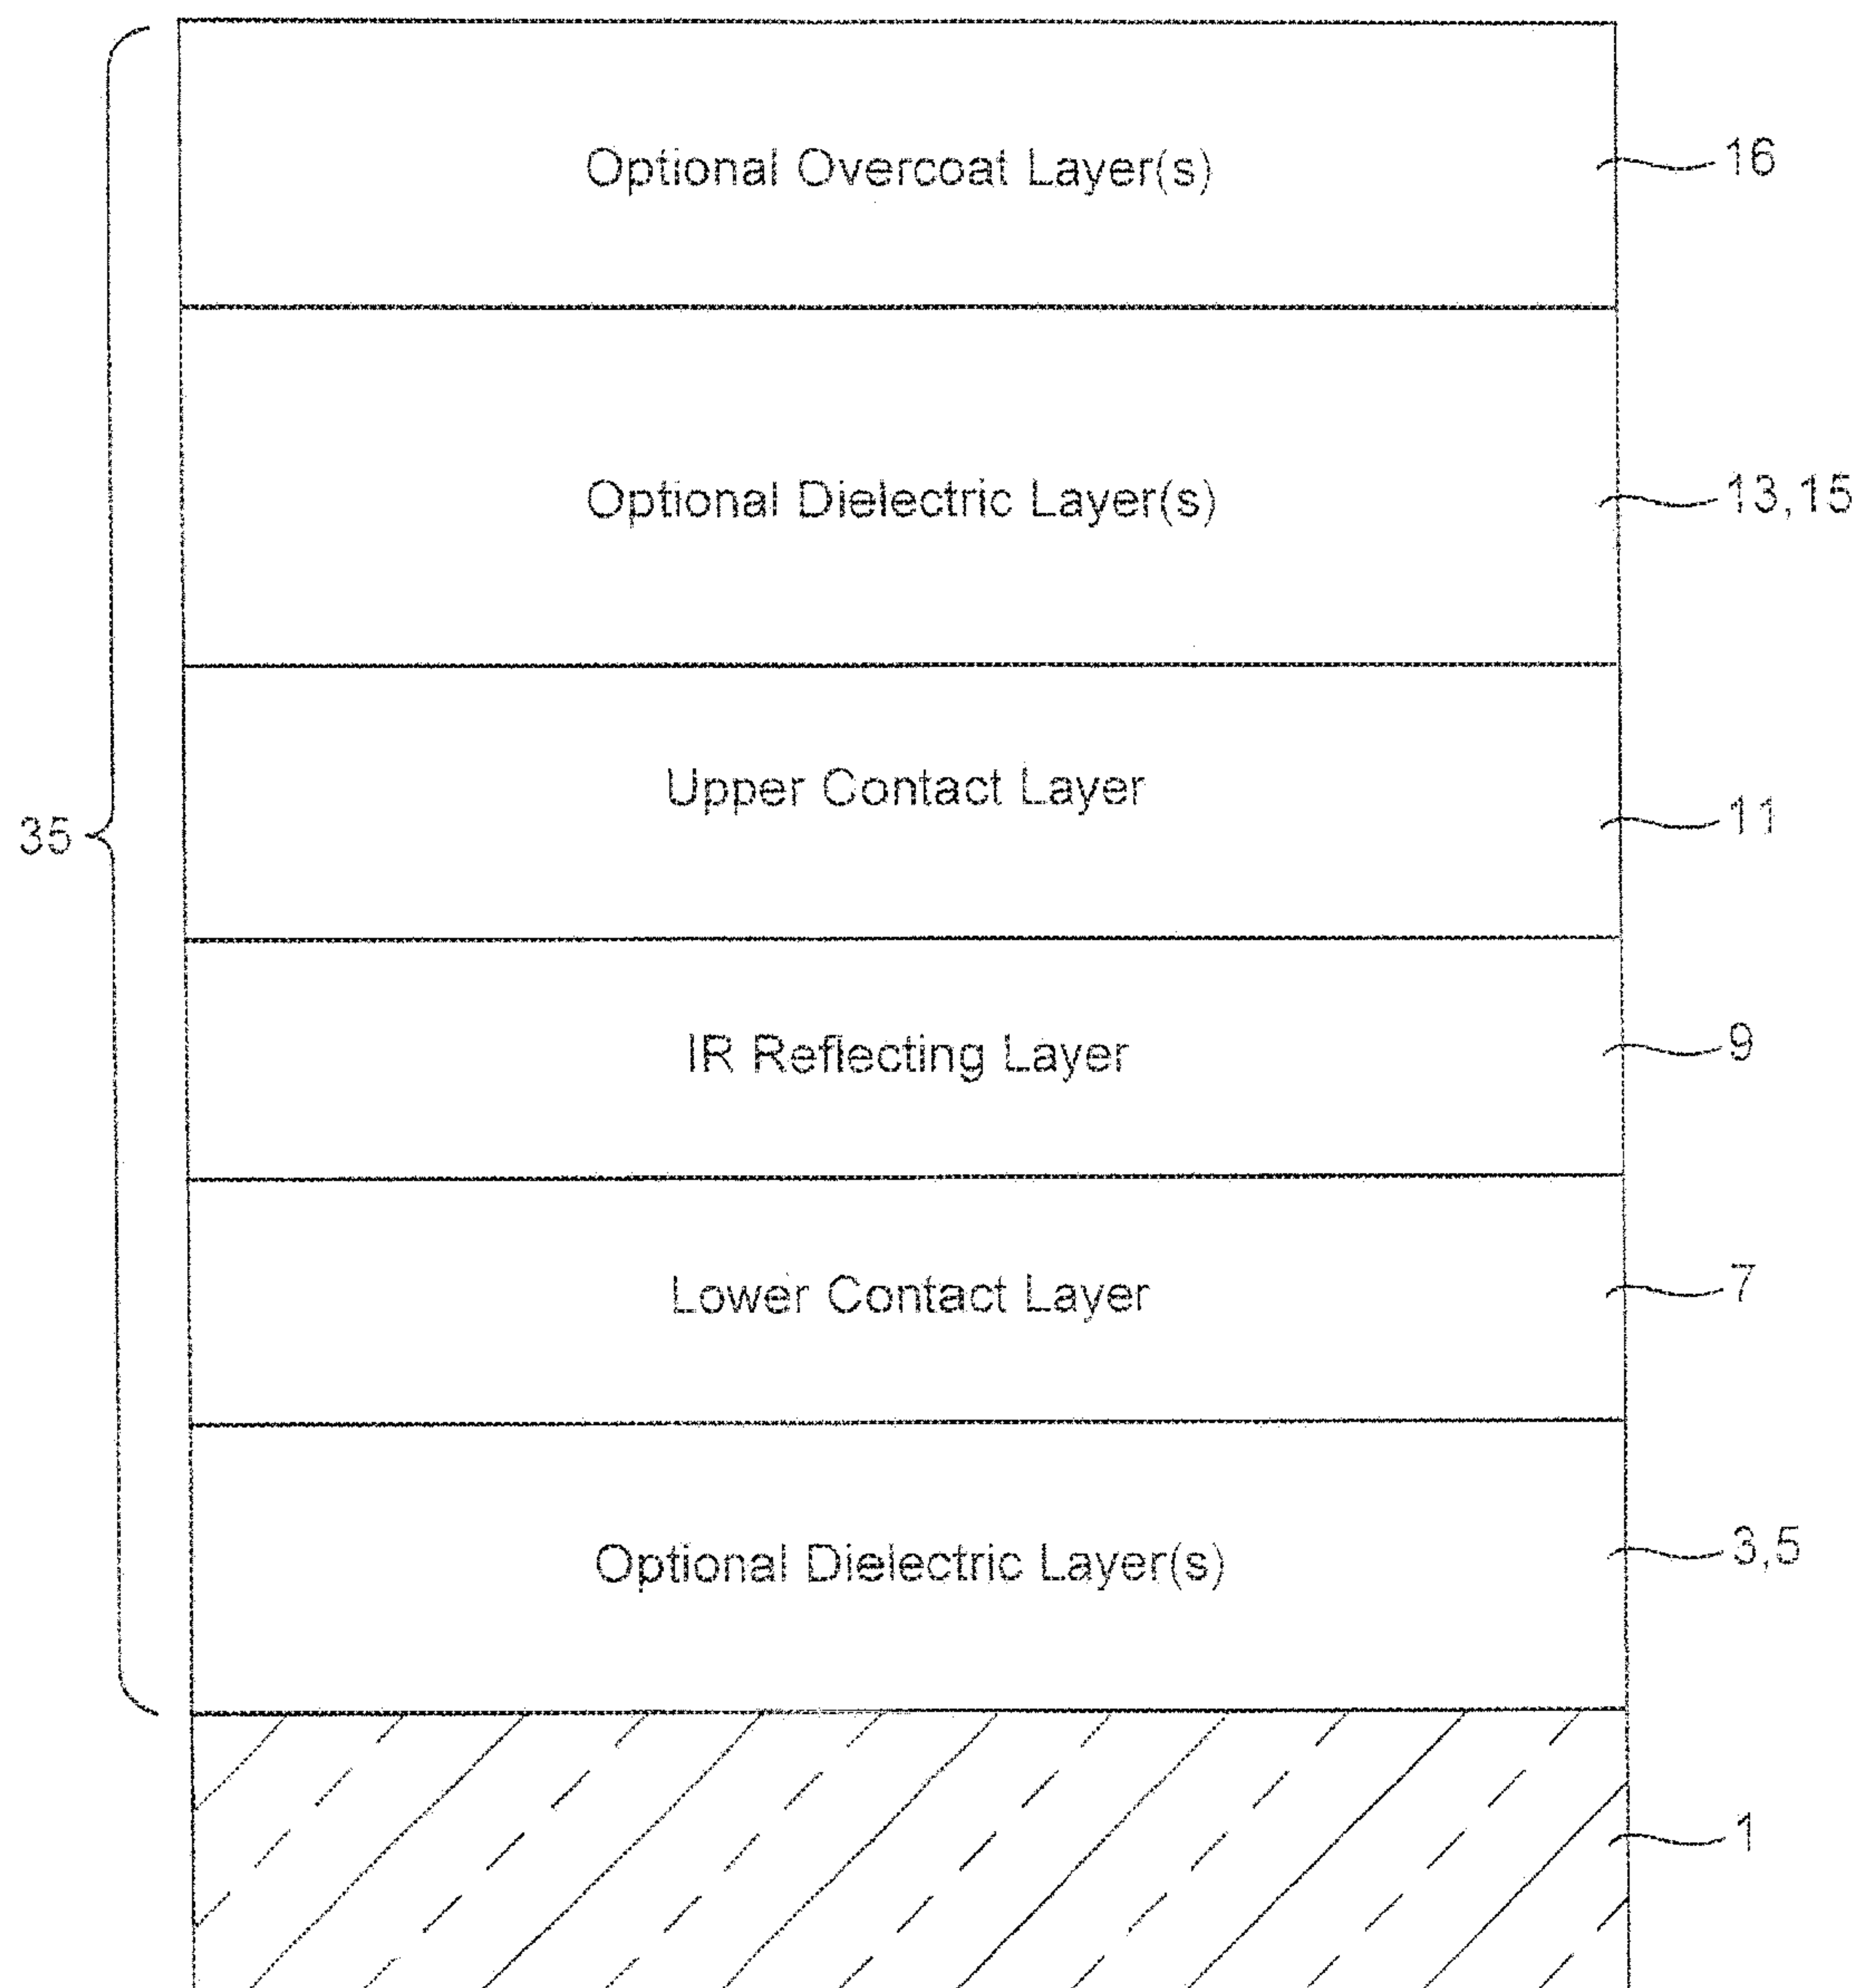 Optional Overcoat Layer(s)
16
Optional Dielectric Layer(s)
13,15
Upper Contact Layer
11
35
IR Reflecting Layer
9
Lower Contact Layer
7
Optional Dielectric Layer(s)
3,5
1